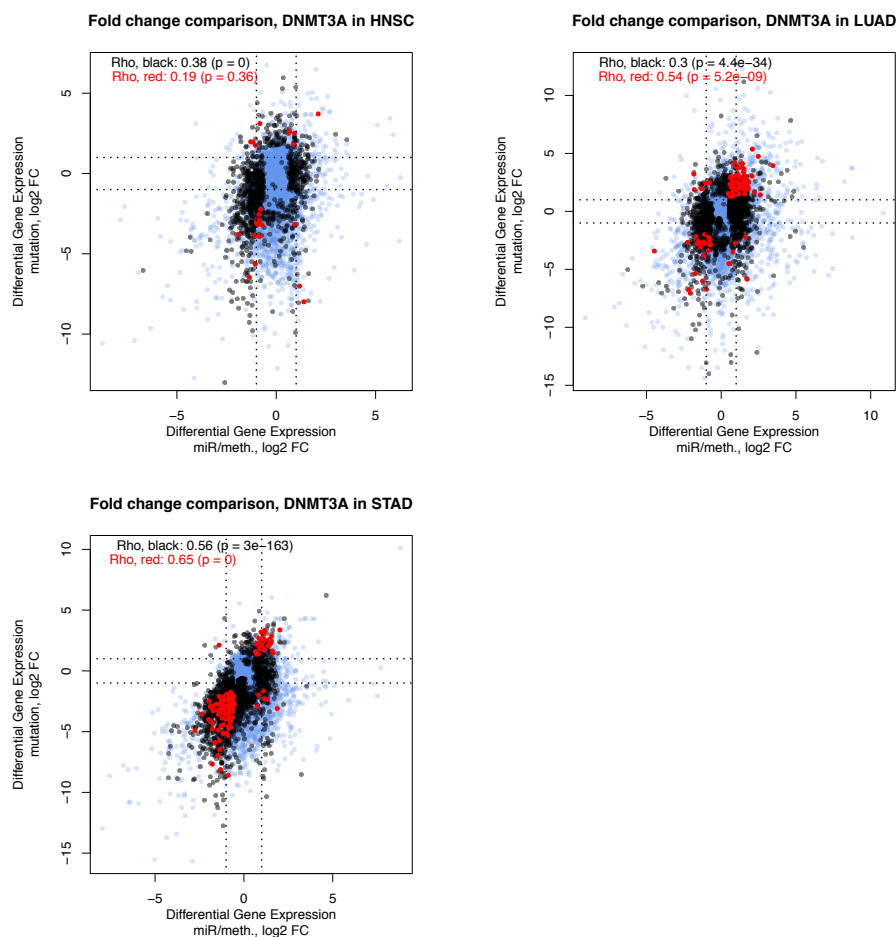 Fold change comparison, DNMT3A in HNSC
Rho, black: 0.38 (p = 0)
Rho, red: 0.19 (p = 0.36)
5
0
−5
−10
Differential Gene Expression
mutation, log2 FC
−5
0
5
Differential Gene Expression
miR/meth., log2 FC
Fold change comparison, DNMT3A in LUAD
Rho, black: 0.3 (p = 4.4e−34)
Rho, red: 0.54 (p = 5.2e−09)
10
5
0
−5
−10
−15
Differential Gene Expression
mutation, log2 FC
−5
0
5
10
Differential Gene Expression
miR/meth., log2 FC
Fold change comparison, DNMT3A in STAD
Rho, black: 0.56 (p = 3e−163)
Rho, red: 0.65 (p = 0)
10
5
0
−5
−10
−15
Differential Gene Expression
mutation, log2 FC
−5
0
5
Differential Gene Expression
miR/meth., log2 FC